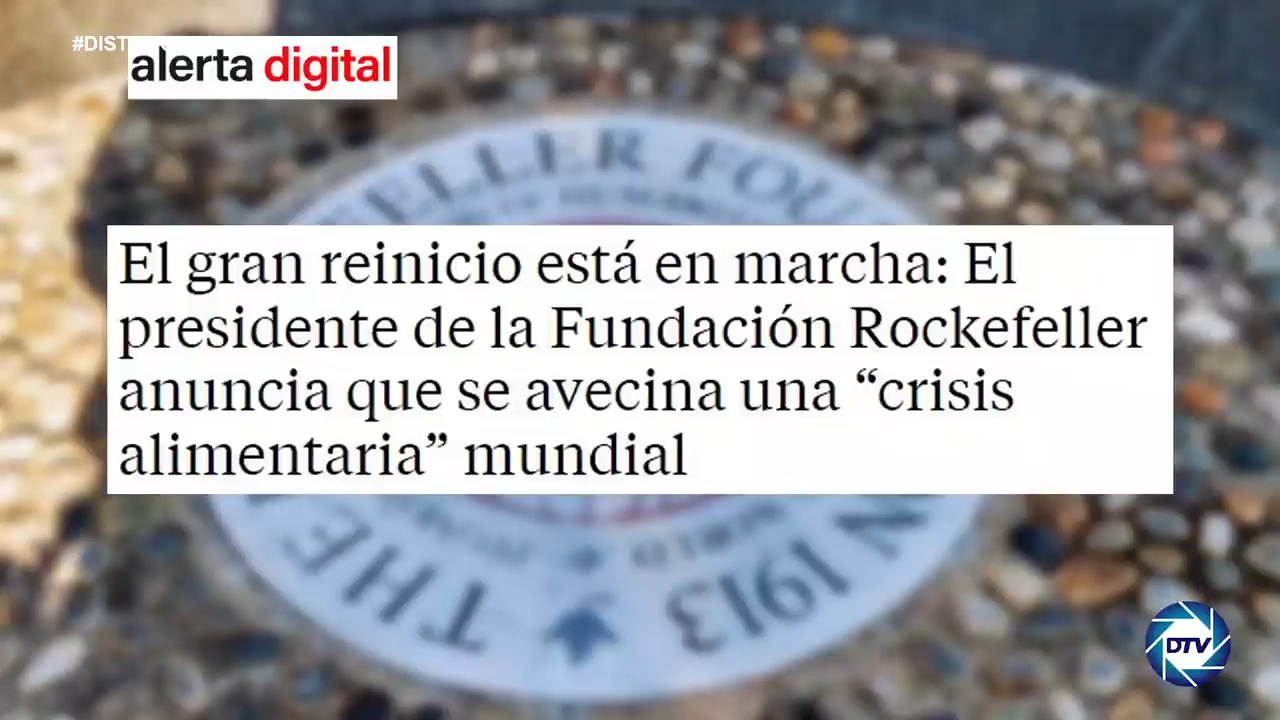 #DIST
alerta digital
ELLER FOU
El gran reinicio está en marcha: El
presidente de la Fundación Rockefeller
anuncia que se avecina una “crisis
alimentaria” mundial
THE
1913
DTV